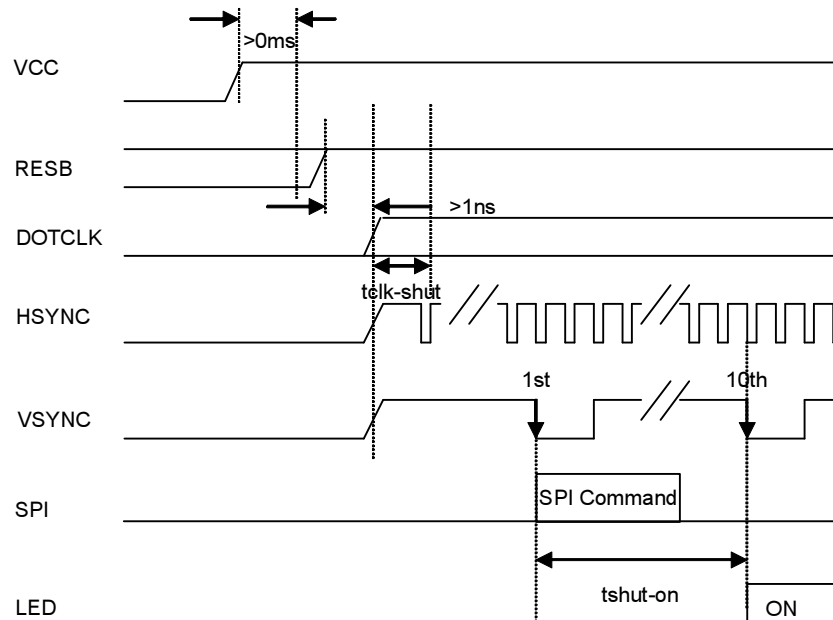 >0ms
VCC
RESB
>1ns
DOTCLK
tclk-shut
HSYNC
1st
10th
VSYNC
SPI Command
SPI
tshut-on
LED
ON